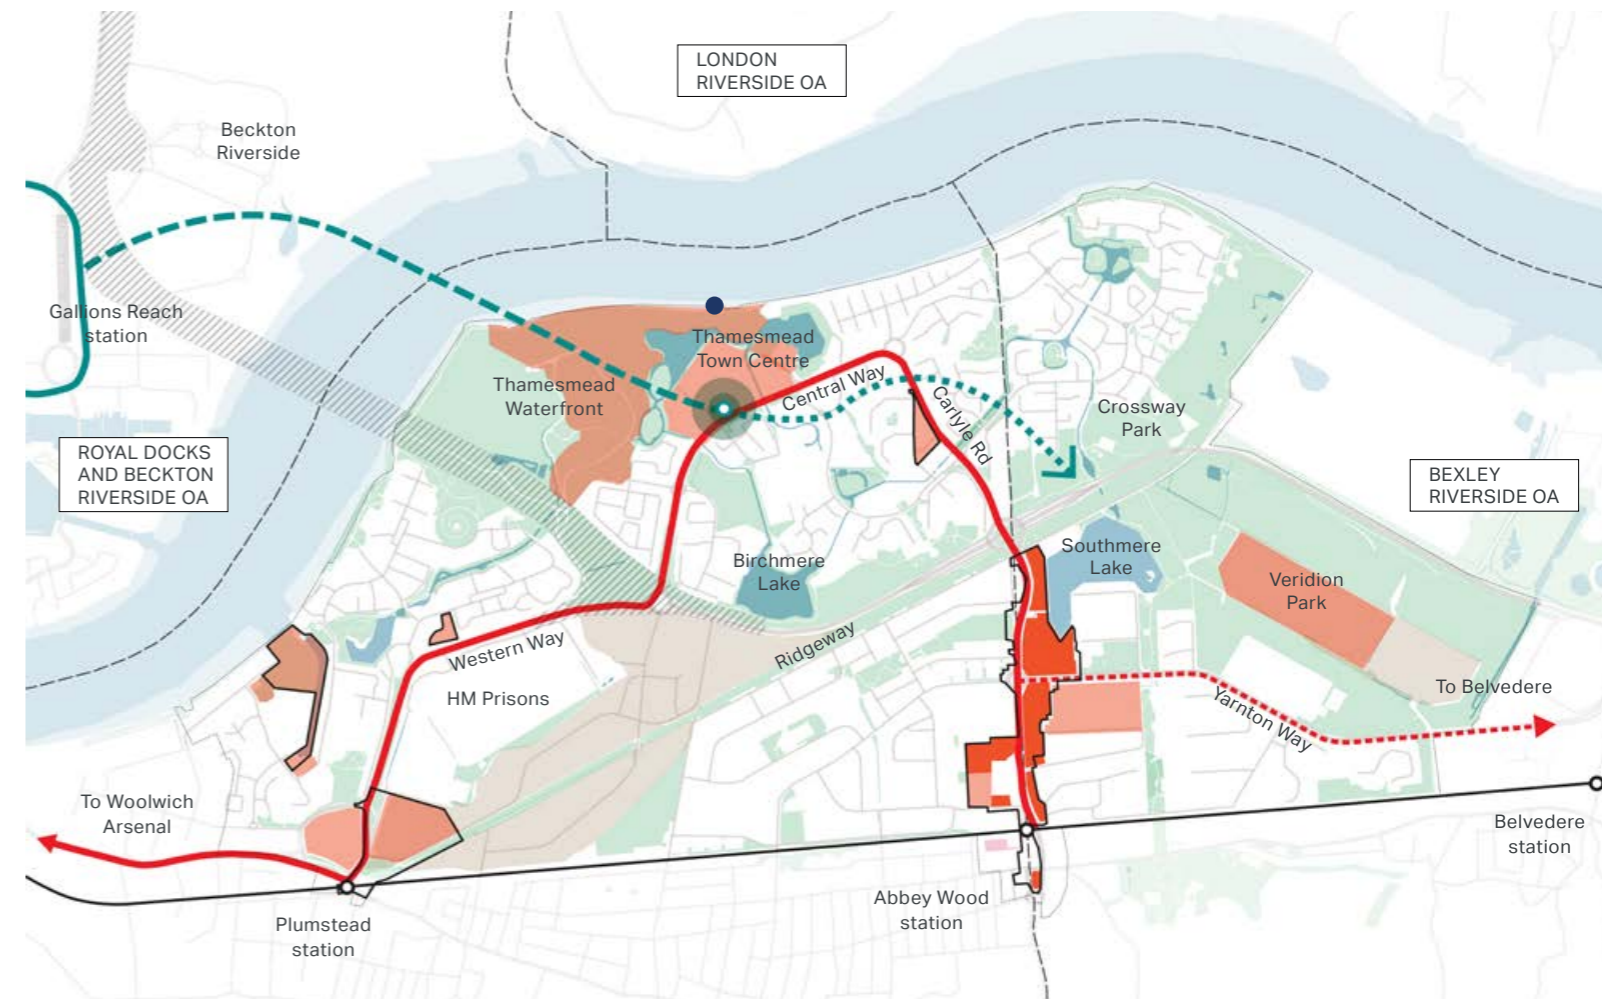 LONDON
RIVERSIDE OA
Beckton
Riverside
Gallions Reach
station
Thamesmead
Town Centre
Thamesmead
Waterfront
Central Way
Carlyle Rd
Crossway
Park
ROYAL DOCKS
AND BECKTON
RIVERSIDE OA
BEXLEY
RIVERSIDE OA
Birchmere
Lake
Southmere
Lake
Veridion
Park
Western Way
Ridgeway
HM Prisons
To Belvedere
Yarnton Way
To Woolwich
Arsenal
Belvedere
station
Abbey Wood
station
Plumstead
station